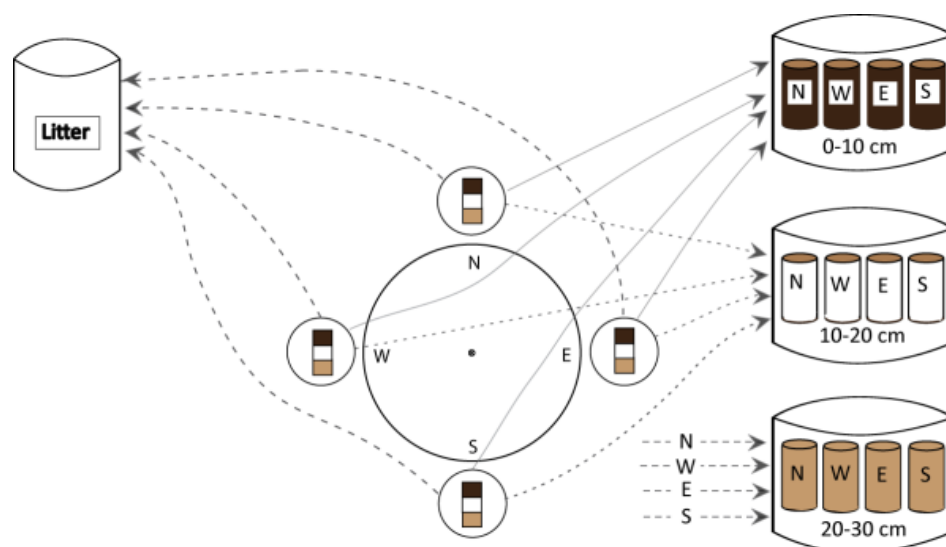 Litter
N W E S
0-10 cm
N
W E
S
N W E S
10-20 cm
N
W
E
S
N W E S
20-30 cm